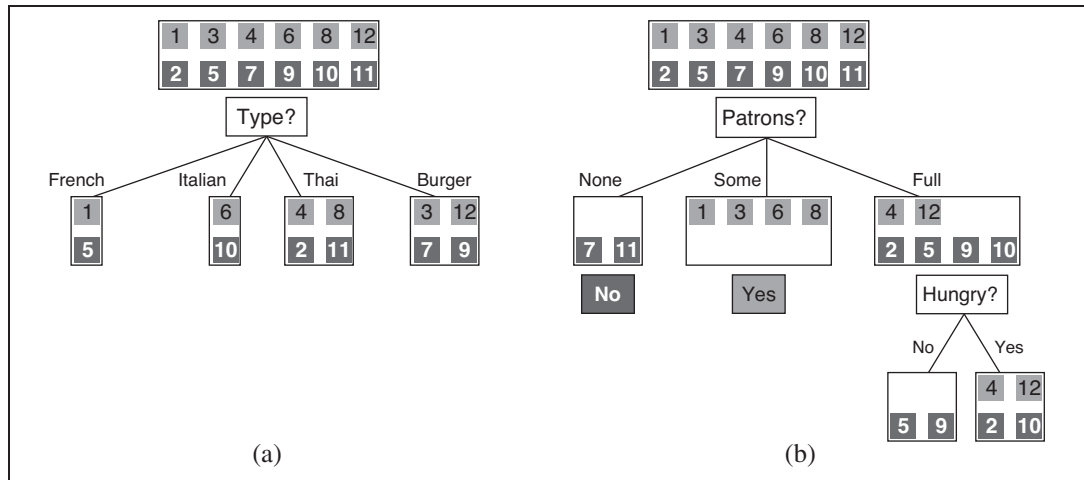 1 3 4 6 8 12
2 5 7 9 10 11
Type?
French Italian Thai Burger
1 6 4 8 3 12
5 10 2 11 7 9
(a)
1 3 4 6 8 12
2 5 7 9 10 11
Patrons?
None Some Full
1 3 6 8 4 12
7 11 2 5 9 10
No Yes Hungry?
No Yes
4 12
5 9 2 10
(b)